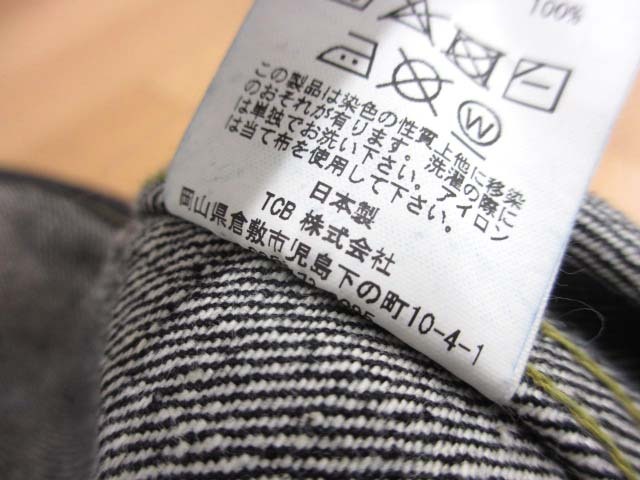 100%
W
この製品は染色の性質上他に移染
のおそれが有ります。洗濯の際に
は単独でお洗い下さい。アイロン
は当て布を使用して下さい。
日本製
TCB 株式会社
岡山県倉敷市児島下の町10-4-1